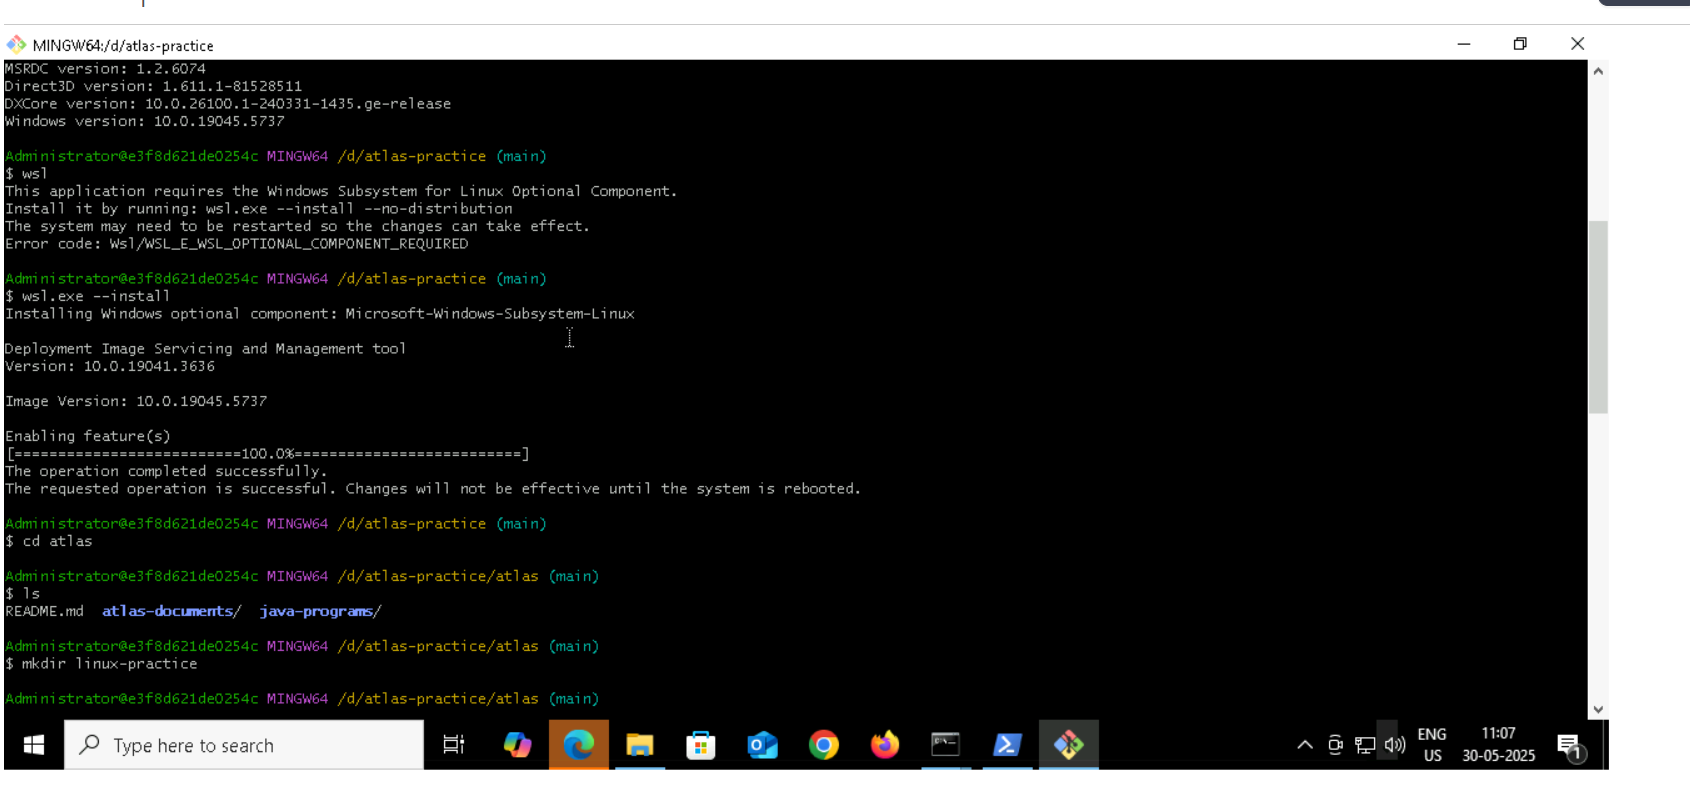 MINGW64:/d/atlas-practice
MSRDC version: 1.2.6074
Direct3D version: 1.611.1-81528511
DXCore version: 10.0.26100.1-240331-1435.ge-release
Windows version: 10.0.19045.5737
Administrator@e3f8d621de0254c MINGW64 /d/atlas-practice (main)
$ wsl
This application requires the Windows Subsystem for Linux Optional Component.
Install it by running: wsl.exe --install --no-distribution
The system may need to be restarted so the changes can take effect.
Error code: Wsl/WSL_E_WSL_OPTIONAL_COMPONENT_REQUIRED
Administrator@e3f8d621de0254c MINGW64 /d/atlas-practice (main)
$ wsl.exe --install
Installing Windows optional component: Microsoft-Windows-Subsystem-Linux
Deployment Image Servicing and Management tool
Version: 10.0.19041.3636
Image Version: 10.0.19045.5737
Enabling feature(s)
[==========================100.0%==========================]
The operation completed successfully.
The requested operation is successful. Changes will not be effective until the system is rebooted.
Administrator@e3f8d621de0254c MINGW64 /d/atlas-practice (main)
$ cd atlas
Administrator@e3f8d621de0254c MINGW64 /d/atlas-practice/atlas (main)
$ ls
README.md  atlas-documents/  java-programs/
Administrator@e3f8d621de0254c MINGW64 /d/atlas-practice/atlas (main)
$ mkdir linux-practice
Administrator@e3f8d621de0254c MINGW64 /d/atlas-practice/atlas (main)
Type here to search
ENG
US
11:07
30-05-2025
1